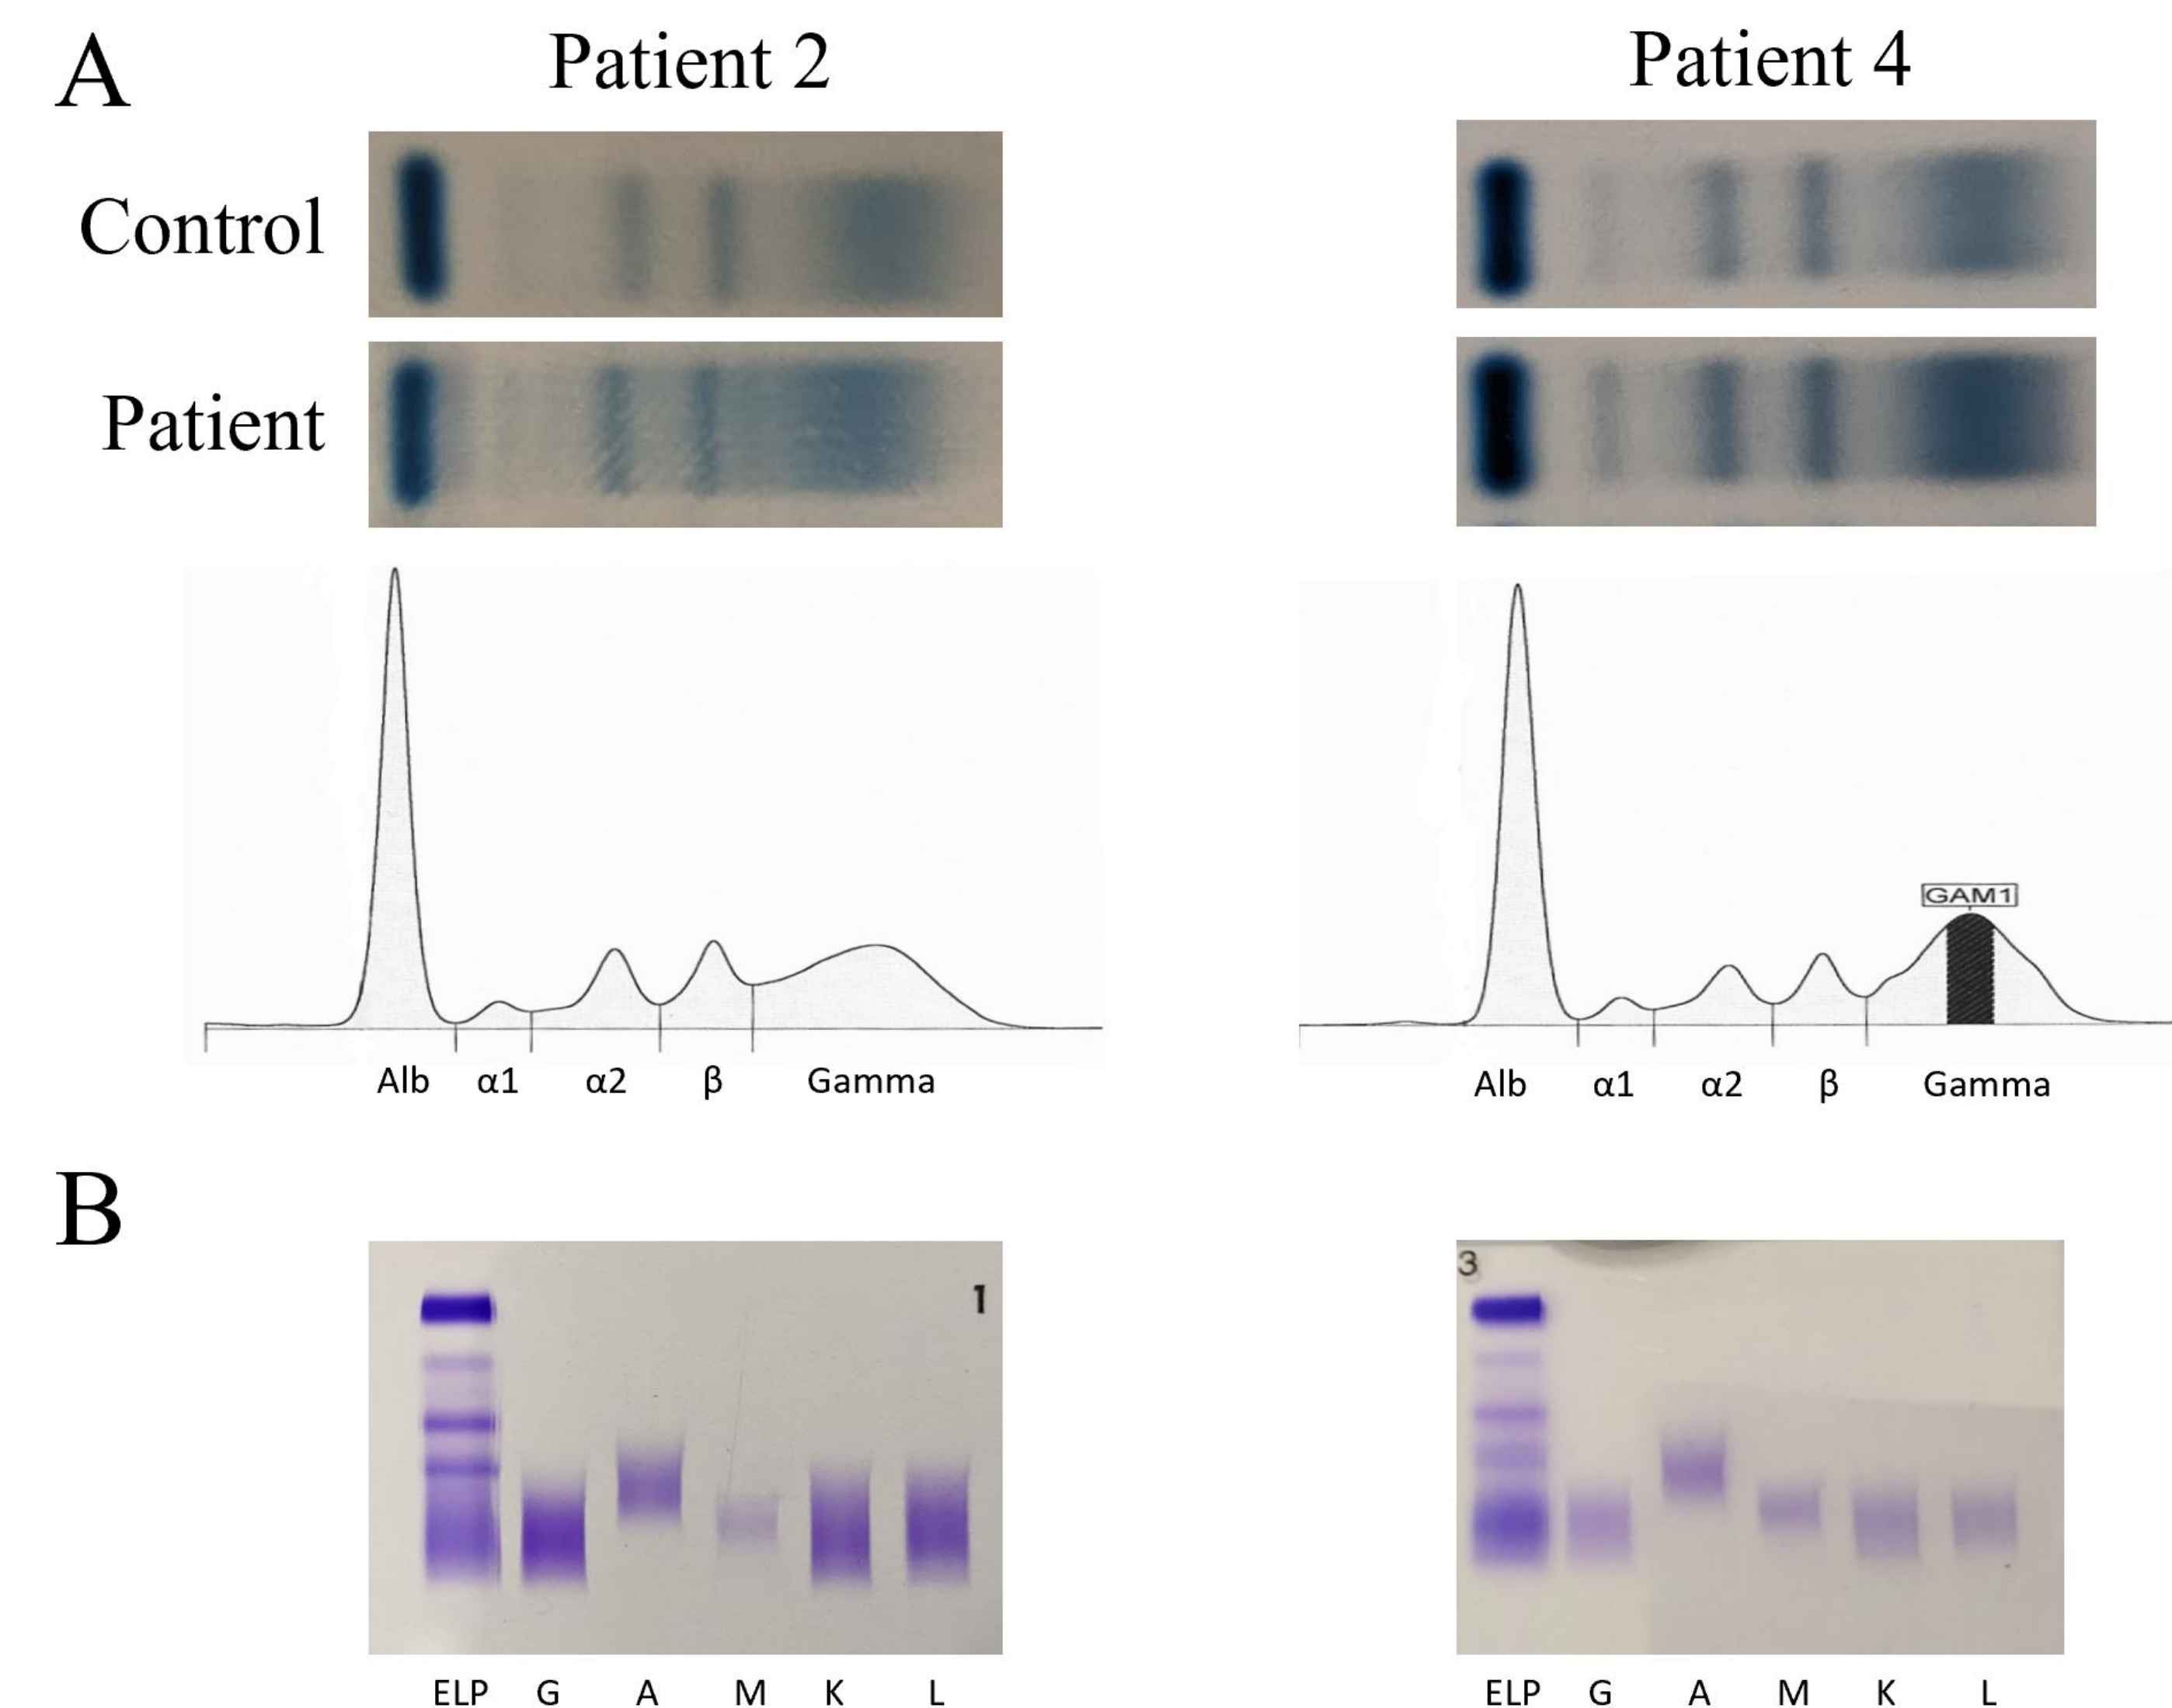 A
Patient 2
Patient 4
Control
Patient
GAM1
Alb α1 α2 β Gamma
Alb α1 α2 β Gamma
B
1
3
ELP G A M K L
ELP G A M K L